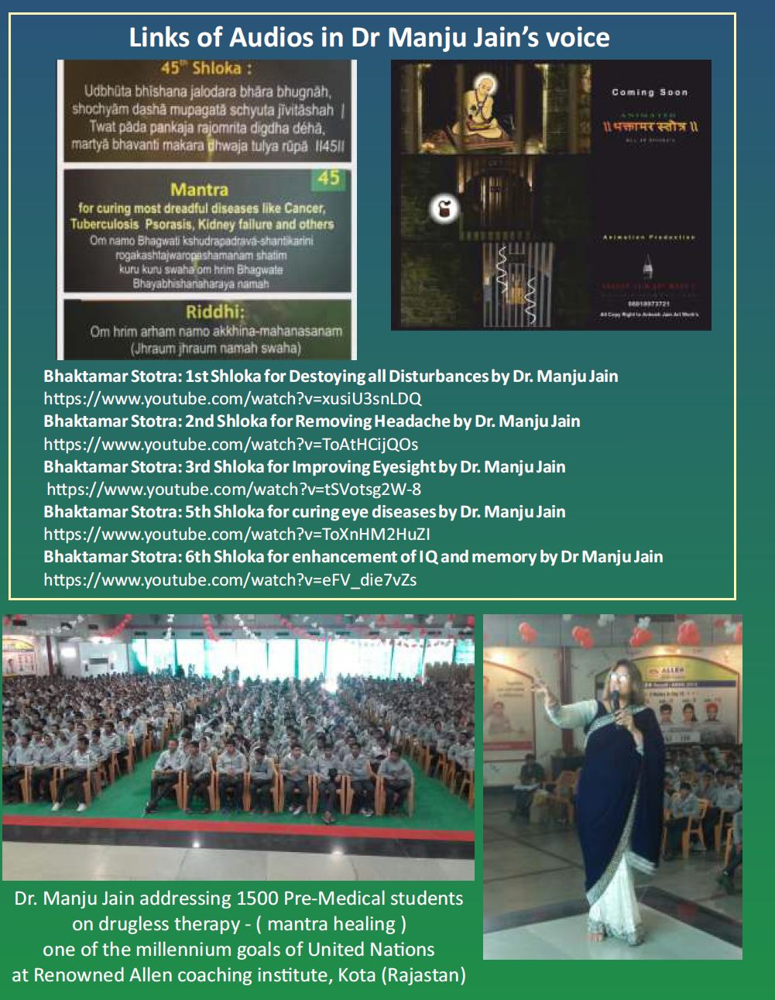 Links of Audios in Dr Manju Jain's voice
45th Shloka :
Udbhūta bhīshana jalodara bhāra bhugnāh,
shochyām dashā mupagatā schyuta jīvitāshah |
Twat pāda pankaja rajomrita digdha déhā,
martyā bhavanti makara dhwaja tulya rūpā ll45ll
45
Mantra
for curing most dreadful diseases like Cancer,
Tuberculosis Psorasis, Kidney failure and others
Om namo Bhagwati kshudrapadravā-shantikarini
rogakashtajwaropashamanam shatim
kuru kuru swaha om hrim Bhagwate
Bhayabhishanaharaya namah
Riddhi:
Om hrim arham namo akkhina-mahanasanam
(Jhraum jhraum namah swaha)
Coming Soon
ANIMATED
॥ भक्तामर स्तोत्र ॥
Animation Production
08018973721
All Copy Right to Ankosh Jain Art Work's
Bhaktamar Stotra: 1st Shloka for Destoying all Disturbances by Dr. Manju Jain
https://www.youtube.com/watch?v=xusiU3snLDQ
Bhaktamar Stotra: 2nd Shloka for Removing Headache by Dr. Manju Jain
https://www.youtube.com/watch?v=ToAtHCijQOs
Bhaktamar Stotra: 3rd Shloka for Improving Eyesight by Dr. Manju Jain
https://www.youtube.com/watch?v=tSVotsg2W-8
Bhaktamar Stotra: 5th Shloka for curing eye diseases by Dr. Manju Jain
https://www.youtube.com/watch?v=ToXnHM2HuZI
Bhaktamar Stotra: 6th Shloka for enhancement of IQ and memory by Dr Manju Jain
https://www.youtube.com/watch?v=eFV_die7vZs
ALLEN
Dr. Manju Jain addressing 1500 Pre-Medical students
on drugless therapy - ( mantra healing )
one of the millennium goals of United Nations
at Renowned Allen coaching institute, Kota (Rajastan)